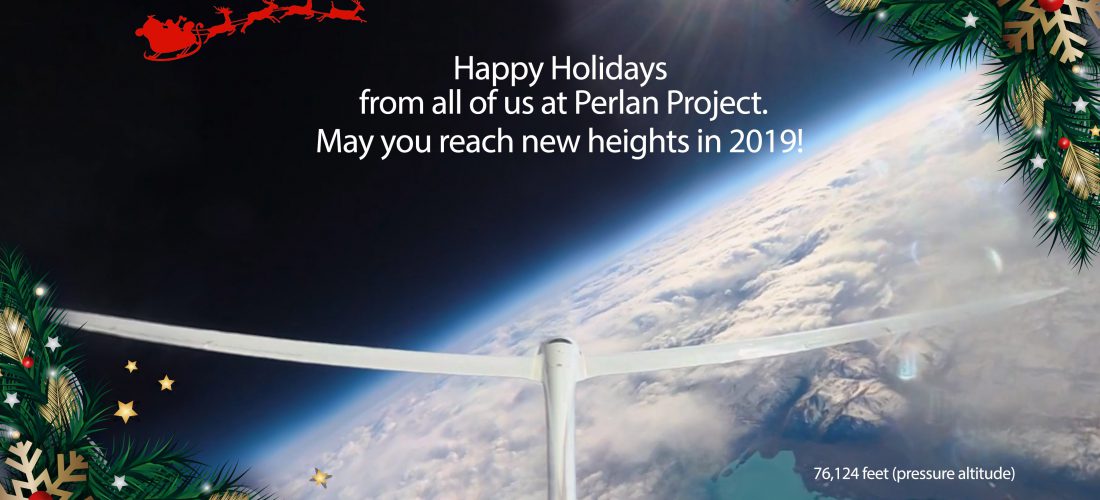 Happy Holidays
from all of us at Perlan Project.
May you reach new heights in 2019!
76,124 feet (pressure altitude)